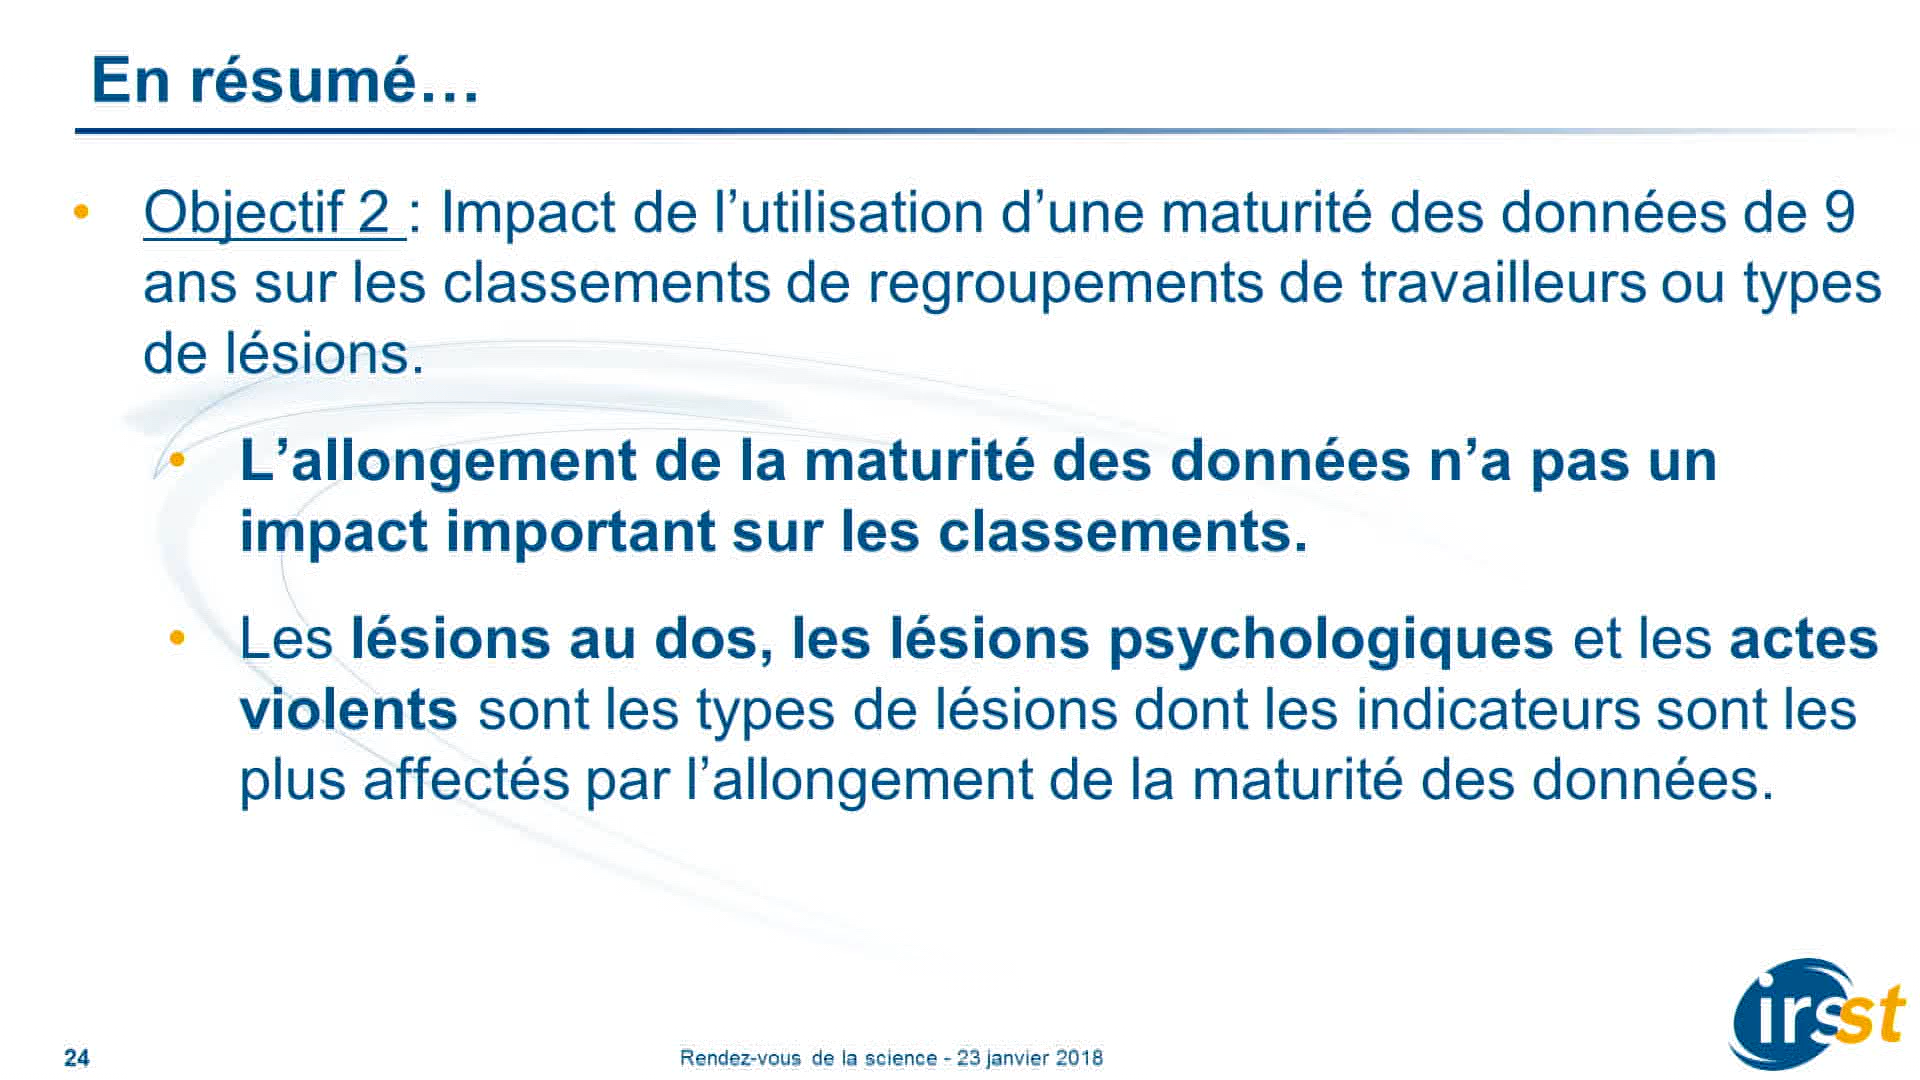 En résumé…
• Objectif 2 : Impact de l’utilisation d’une maturité des données de 9
ans sur les classements de regroupements de travailleurs ou types
de lésions.
• L’allongement de la maturité des données n’a pas un
impact important sur les classements.
• Les lésions au dos, les lésions psychologiques et les actes
violents sont les types de lésions dont les indicateurs sont les
plus affectés par l’allongement de la maturité des données.
irsst
24
Rendez-vous de la science - 23 janvier 2018